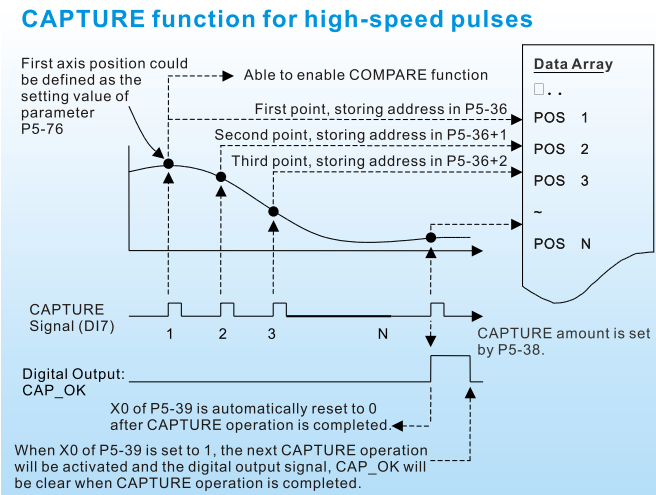 CAPTURE function for high-speed pulses
First axis position could
be defined as the
setting value of
parameter
P5-76
Able to enable COMPARE function
First point, storing address in P5-36
Second point, storing address in P5-36+1
Third point, storing address in P5-36+2
Data Array
□..
POS 1
POS 2
POS 3
~
POS N
CAPTURE
Signal (DI7)
1 2 3 N
CAPTURE amount is set
by P5-38.
Digital Output:
CAP_OK
X0 of P5-39 is automatically reset to 0
after CAPTURE operation is completed.
When X0 of P5-39 is set to 1, the next CAPTURE operation
will be activated and the digital output signal, CAP_OK will
be clear when CAPTURE operation is completed.